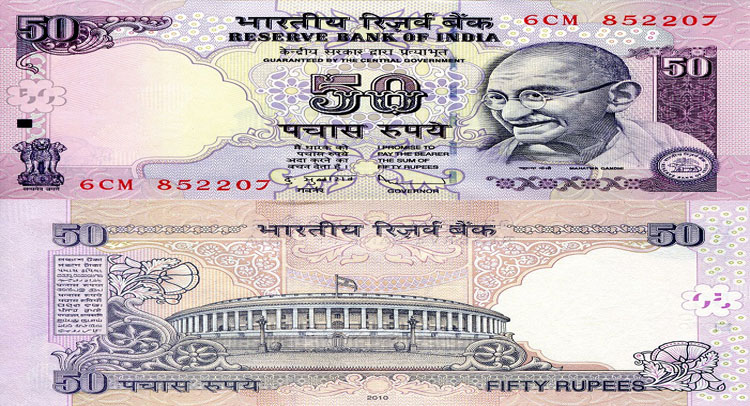 50
भारतीय रिज़र्व बैंक
6CM 852207
RESERVE BANK OF INDIA
केन्द्रीय सरकार द्वारा प्रत्याभूत
GUARANTEED BY THE CENTRAL GOVERNMENT
50
50
पचास रुपये
मैं धारक को
पचास रुपये
अदा करने का
वचन देता हूँ।
I PROMISE TO
PAY THE BEARER
THE SUM OF
FIFTY RUPEES
गवर्नर
GOVERNOR
महात्मा गांधी
MAHATMA GANDHI
सत्यमेव जयते
6CM 852207
50
भारतीय रिज़र्व बैंक
50
पचास रुपये
50 पचास रुपये
2010
FIFTY RUPEES